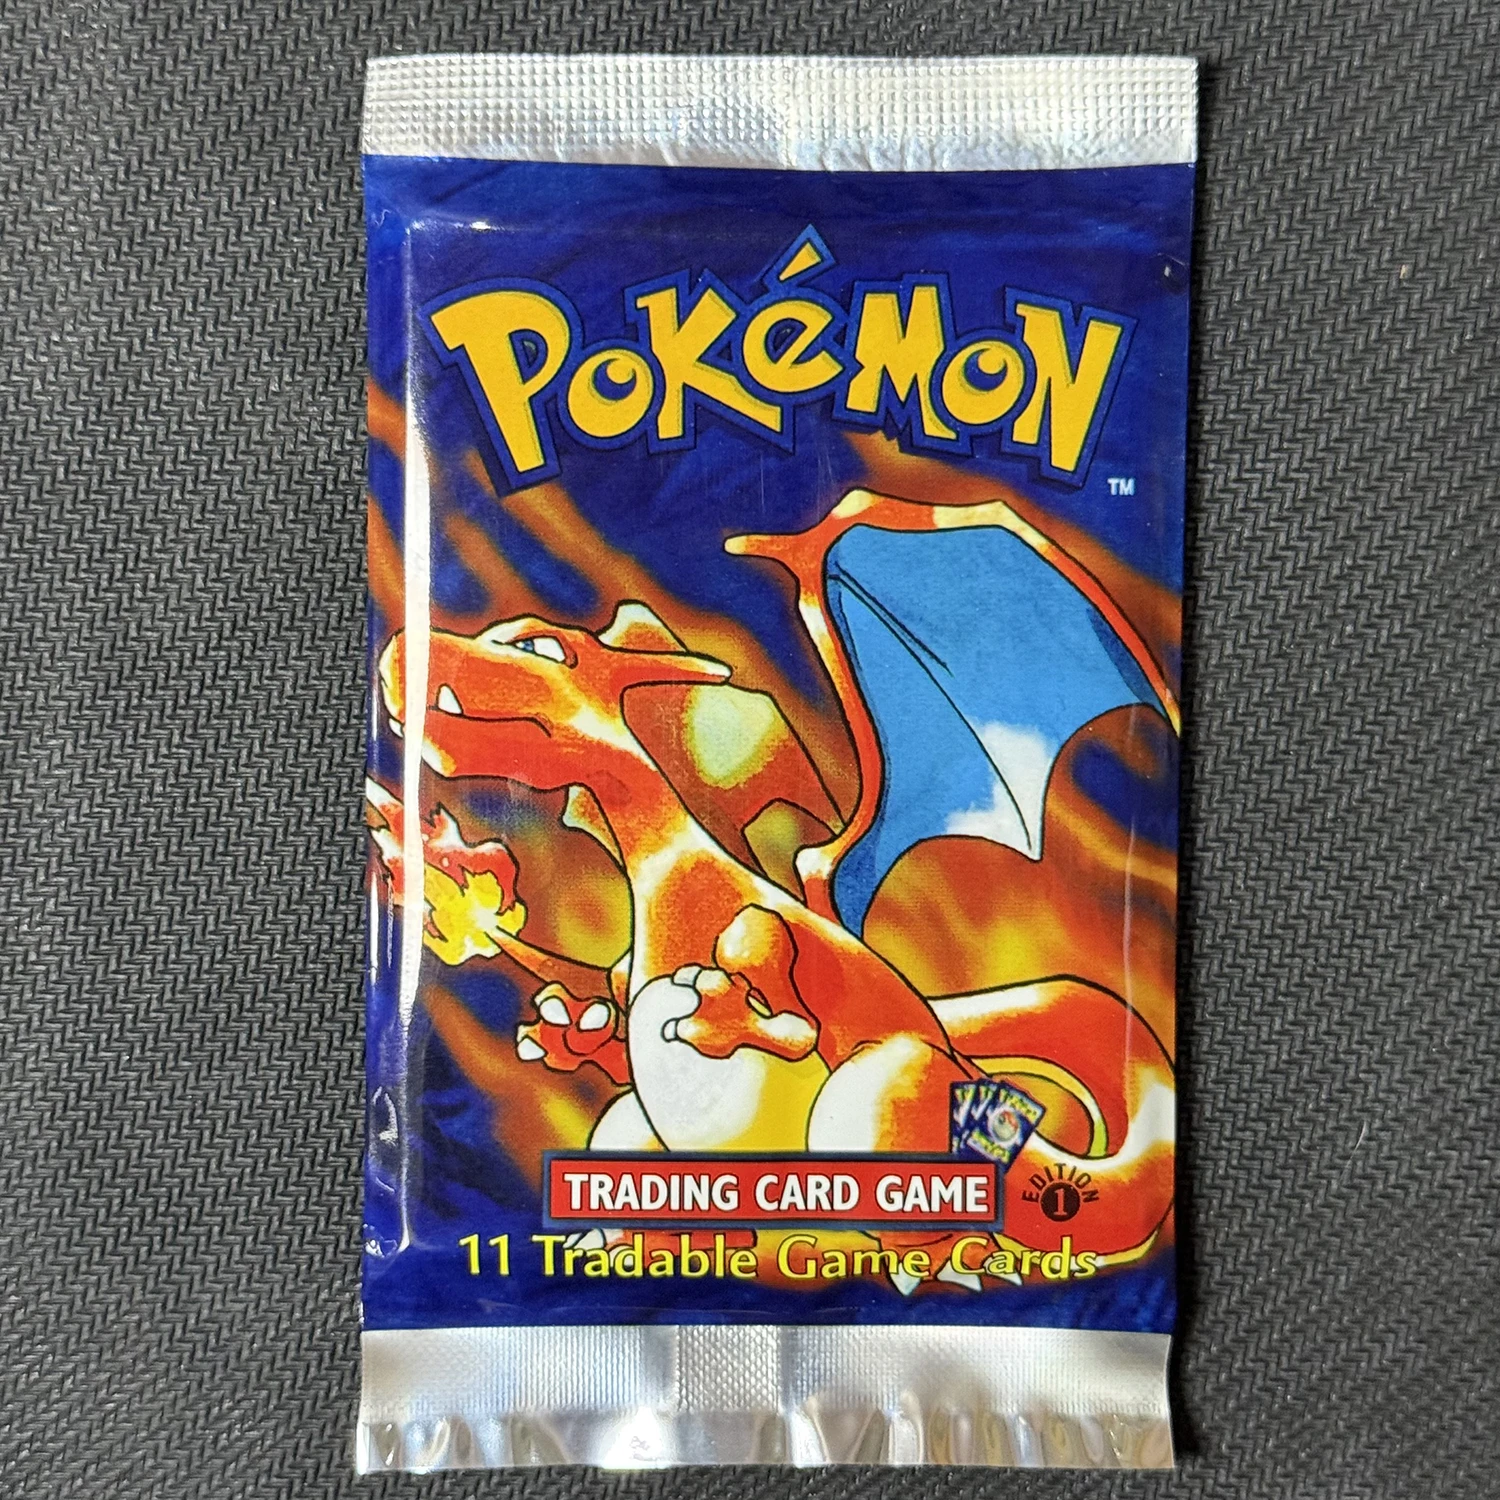 POKéMON
TM
TRADING CARD GAME
EDITION
1
11 Tradable Game Cards